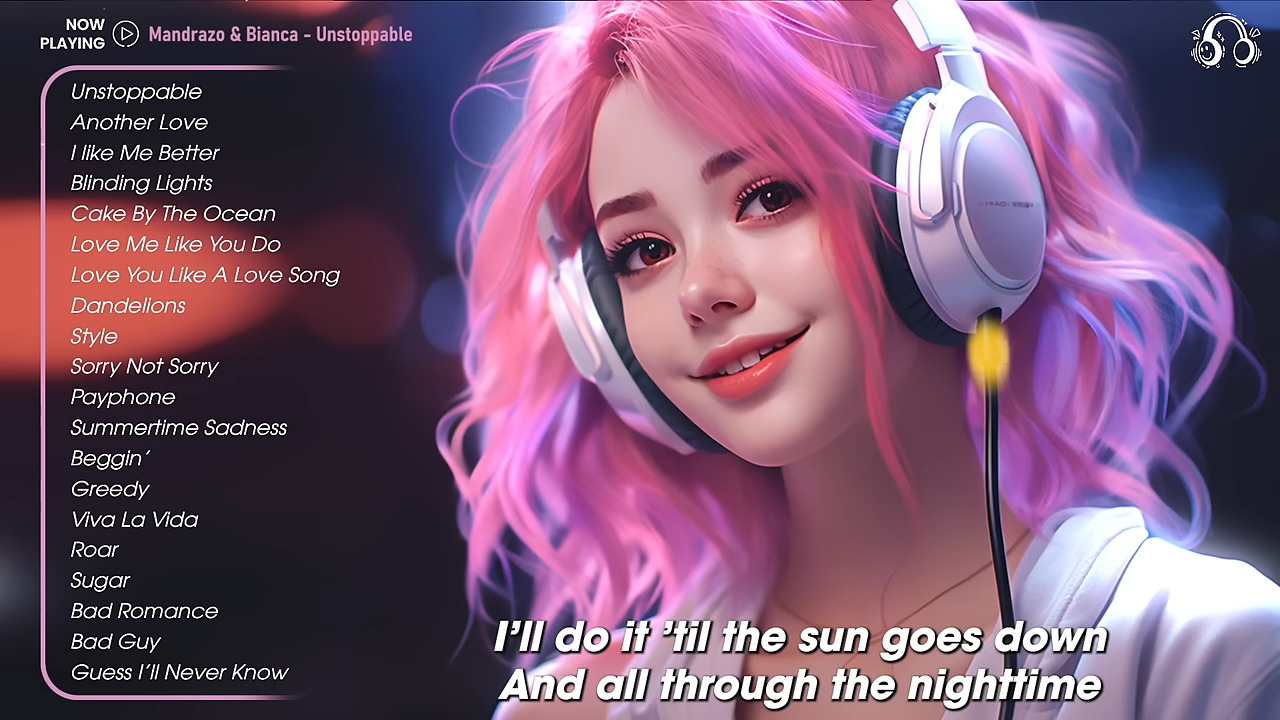 NOW
PLAYING
Mandrazo & Bianca - Unstoppable
Unstoppable
Another Love
I like Me Better
Blinding Lights
Cake By The Ocean
Love Me Like You Do
Love You Like A Love Song
Dandelions
Style
Sorry Not Sorry
Payphone
Summertime Sadness
Beggin’
Greedy
Viva La Vida
Roar
Sugar
Bad Romance
Bad Guy
Guess I’ll Never Know
I’ll do it ’til the sun goes down
And all through the nighttime